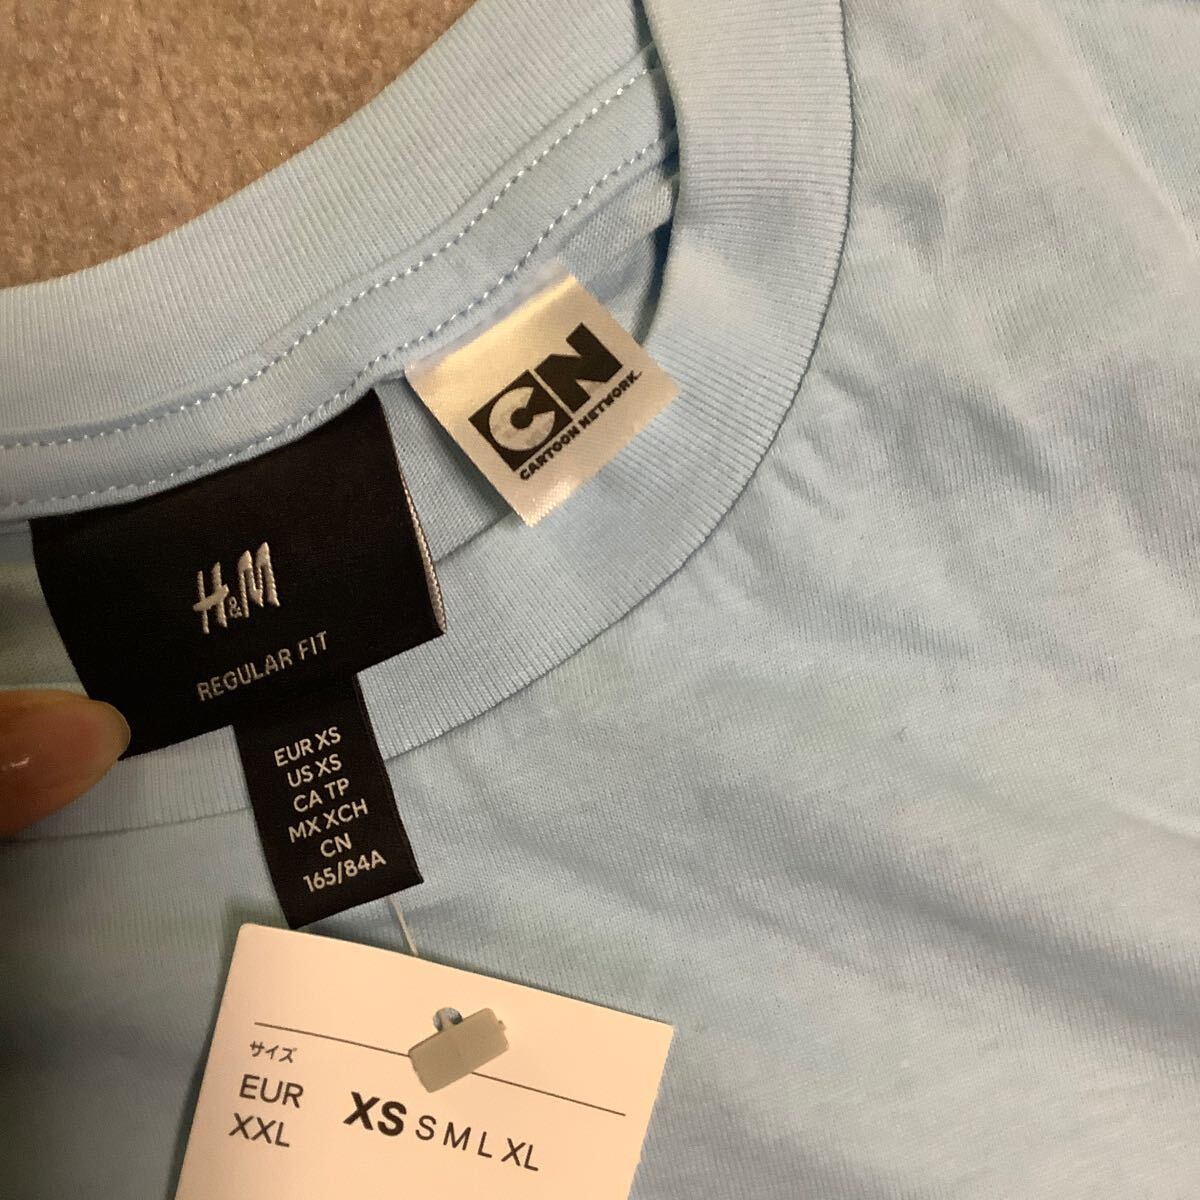 CN
CARTOON NETWORK™
H&M
REGULAR FIT
EUR XS
US XS
CA TP
MX XCH
CN
165/84A
サイズ
EUR XS S M L XL
XXL